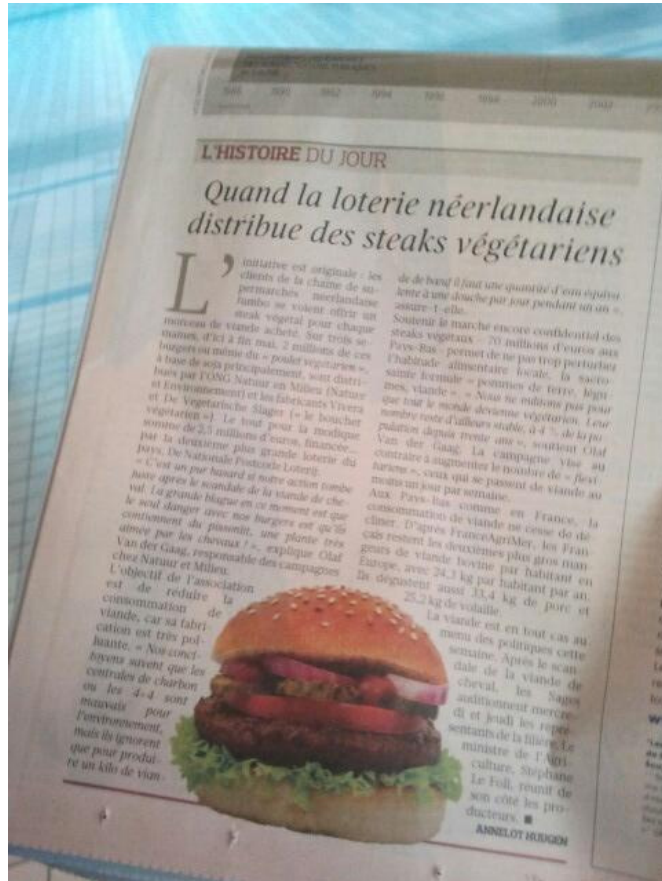 1990 1992 1994 1996 1998 2000 2002
L'HISTOIRE DU JOUR
Quand la loterie néerlandaise
distribue des steaks végétariens
L'initiative est originale : les
clients de la chaîne de su-
permarchés néerlandaise
Jumbo se voient offrir un
steak végétal pour chaque
morceau de viande acheté. Sur trois se-
maines, d'ici à fin mai, 2 millions de ces
burgers ou même du « poulet végétarien »,
à base de soja principalement, sont distri-
bués par l'ONG Natuur en Milieu (Nature
et Environnement) et les fabricants Vivera
et De Vegetarische Slager (« le boucher
végétarien »). Le tout pour la modique
somme de 2,5 millions d'euros, financée...
par la deuxième plus grande loterie du
pays, De Nationale Postcode Loterij.
« C'est un pur hasard si notre action tombe
juste après le scandale de la viande de che-
val. La grande blague en ce moment est que
le seul danger avec nos burgers est qu'ils
contiennent du pissenlit, une plante très
aimée par les chevaux ! », explique Olaf
Van der Gaag, responsable des campagnes
chez Natuur et Milieu.
L'objectif de l'association
est de réduire la
consommation de
viande, car sa fabri-
cation est très pol-
luante. « Nos conci-
toyens savent que les
centrales de charbon
ou les 4×4 sont
mauvais pour
l'environnement,
mais ils ignorent
que pour produi-
re un kilo de vian-
de de bœuf il faut une quantité d'eau équiva
lente à une douche par jour pendant un an »,
assure-t-elle.
Soutenir le marché encore confidentiel des
steaks végétaux - 70 millions d'euros aux
Pays-Bas - permet de ne pas trop perturber
l'habitude alimentaire locale, la sacro-
sainte formule « pommes de terre, légu-
mes, viande ». « Nous ne militons pas pour
que tout le monde devienne végétarien. Leur
nombre reste d'ailleurs stable, à 4 % de la po-
pulation depuis trente ans », soutient Olaf
Van der Gaag. La campagne vise au
contraire à augmenter le nombre de « flexi-
tariens », ceux qui se passent de viande au
moins un jour par semaine.
Aux Pays-bas comme en France, la
consommation de viande ne cesse de dé-
cliner. D'après FranceAgriMer, les Fran-
çais restent les deuxièmes plus gros man-
geurs de viande bovine par habitant en
Europe, avec 24,3 kg par habitant par an.
Ils dégustent aussi 33,4 kg de porc et
25,2 kg de volaille.
La viande est en tout cas au
menu des politiques cette
semaine. Après le scan-
dale de la viande de
cheval, les Sages
auditionnent mercre-
di et jeudi les repré-
sentants de la filière. Le
ministre de l'Agri-
culture, Stéphane
Le Foll, réunit de
son côté les pro-
ducteurs. ■
ANNELOT HUIJGEN